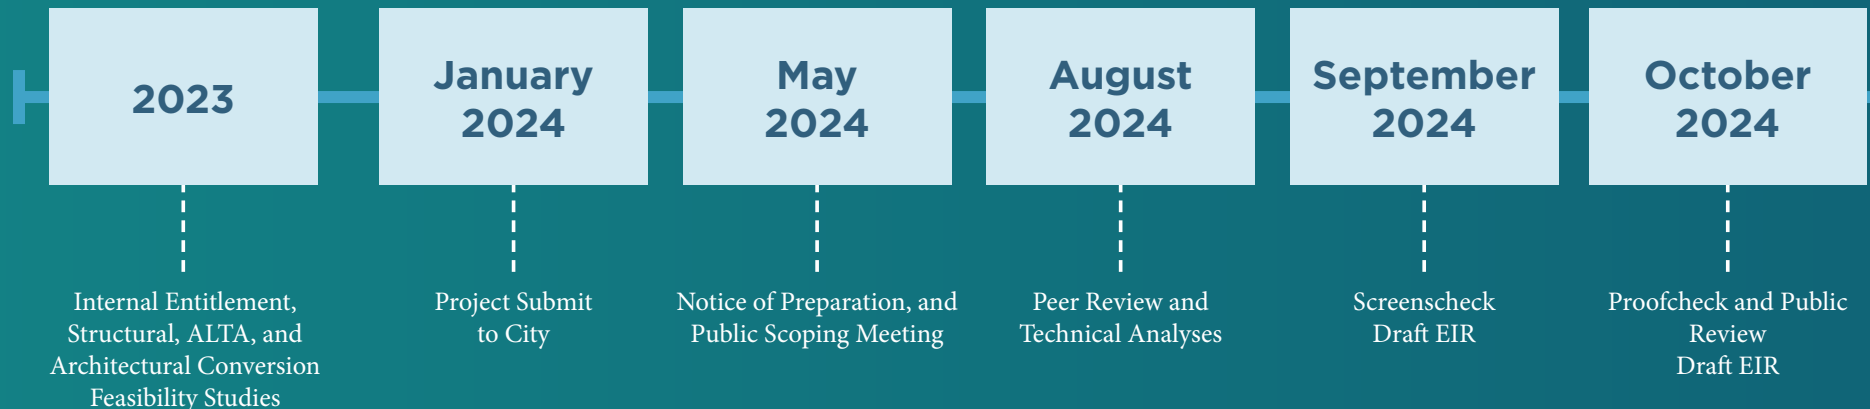 2023
January
2024
May
2024
August
2024
September
2024
October
2024
Internal Entitlement,
Structural, ALTA, and
Architectural Conversion
Feasibility Studies
Project Submit
to City
Notice of Preparation, and
Public Scoping Meeting
Peer Review and
Technical Analyses
Screenscheck
Draft EIR
Proofcheck and Public
Review
Draft EIR